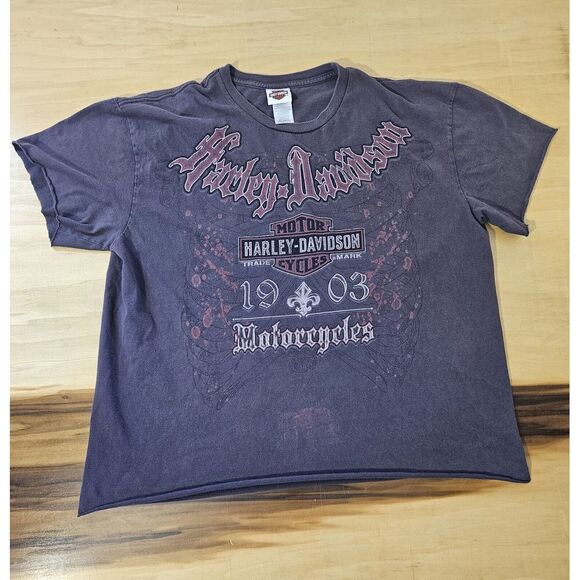 Harley-Davidson
MOTOR
HARLEY-DAVIDSON
TRADE MARK
CYCLES
19 03
Motorcycles